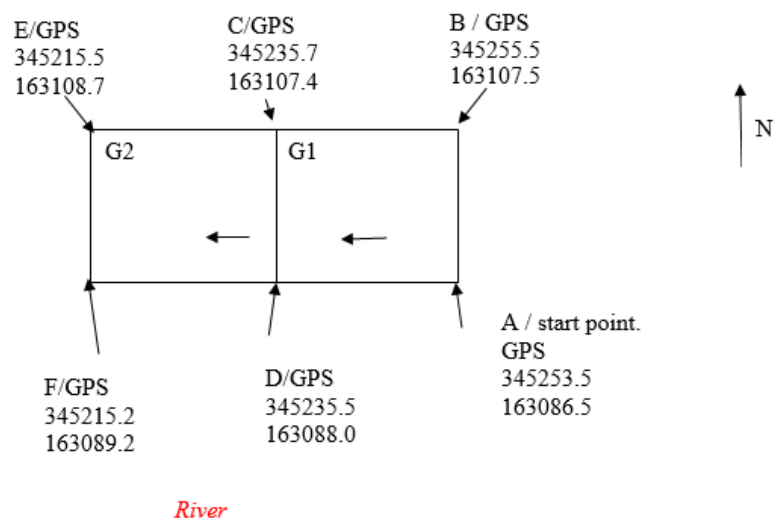 E/GPS
345215.5
163108.7
C/GPS
345235.7
163107.4
B / GPS
345255.5
163107.5
N
G2
G1
A / start point.
GPS
345253.5
163086.5
F/GPS
345215.2
163089.2
D/GPS
345235.5
163088.0
River